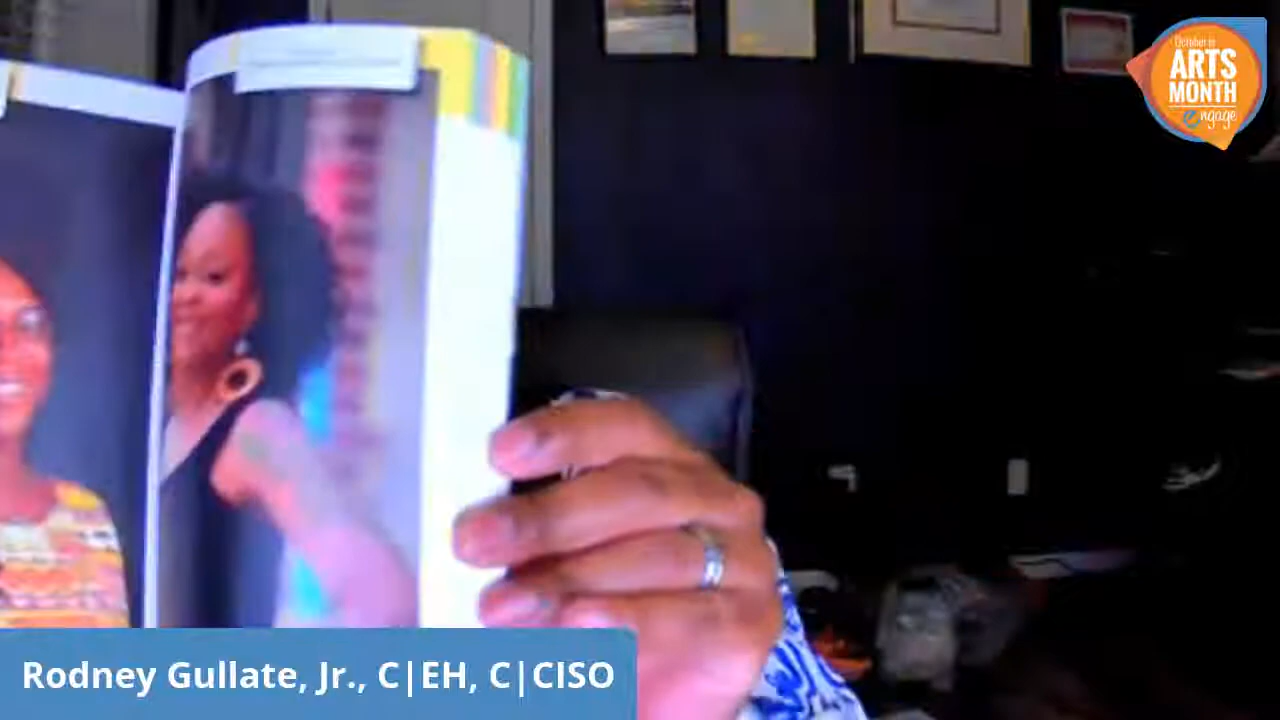 October is
ARTS
MONTH
engage
Rodney Gullate, Jr., C|EH, C|CISO